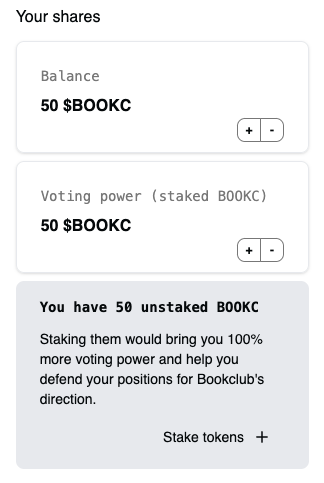 Your shares
Balance
50 $BOOKC
+ -
Voting power (staked BOOKC)
50 $BOOKC
+ -
You have 50 unstaked BOOKC
Staking them would bring you 100%
more voting power and help you
defend your positions for Bookclub's
direction.
Stake tokens +